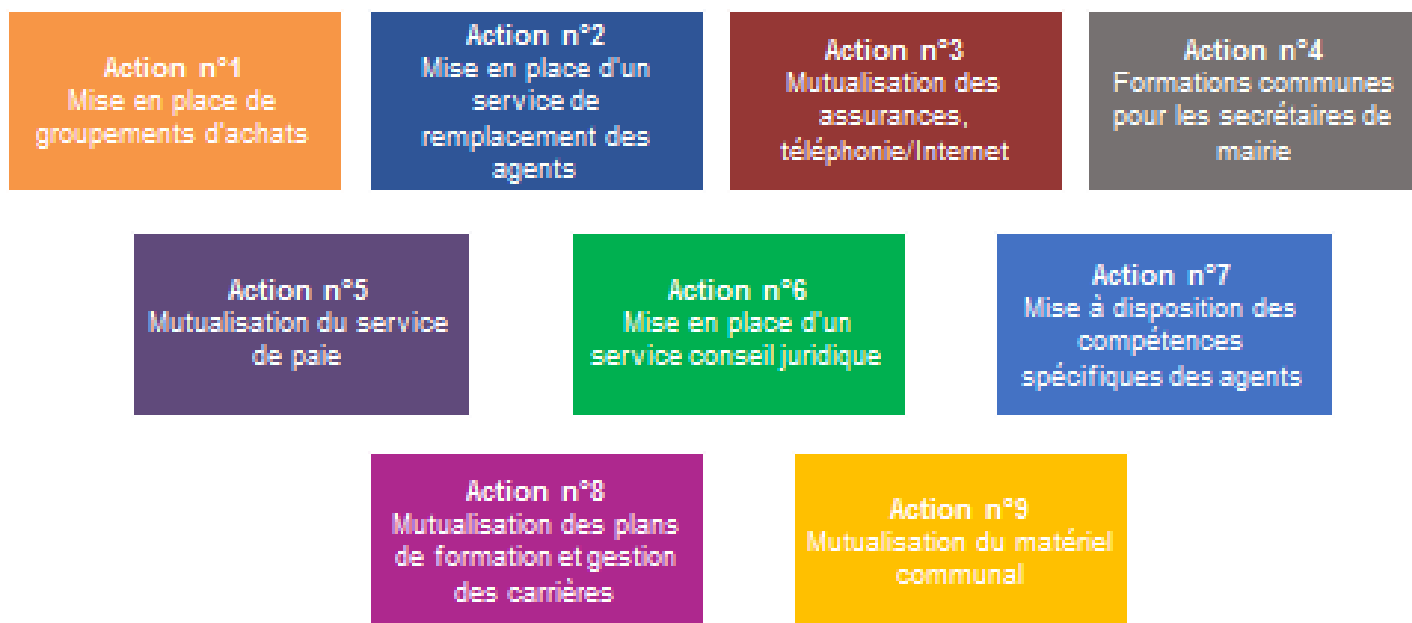 Action n°1
Mise en place de
groupements d'achats
Action n°2
Mise en place d'un
service de
remplacement des
agents
Action n°3
Mutualisation des
assurances,
téléphonie/Internet
Action n°4
Formations communes
pour les secrétaires de
mairie
Action n°5
Mutualisation du service
de paie
Action n°6
Mise en place d'un
service conseil juridique
Action n°7
Mise à disposition des
compétences
spécifiques des agents
Action n°8
Mutualisation des plans
de formation et gestion
des carrières
Action n°9
Mutualisation du matériel
communal